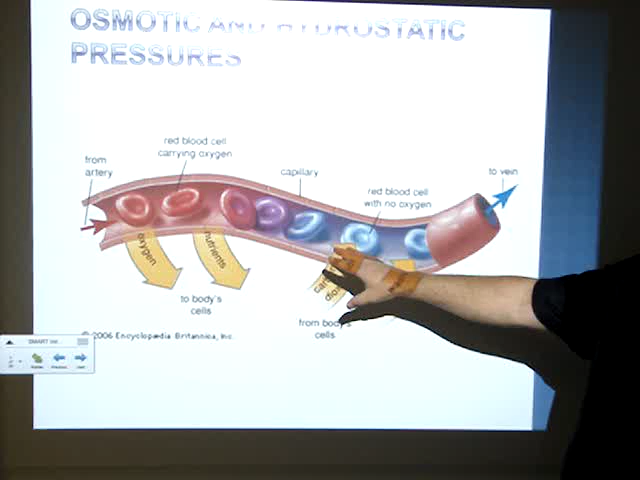 OSMOTIC AND HYDROSTATIC
PRESSURES
from
artery
red blood cell
carrying oxygen
capillary
red blood cell
with no oxygen
to vein
oxygen
nutrients
to body's
cells
from body's
cells
© 2006 Encyclopædia Britannica, Inc.